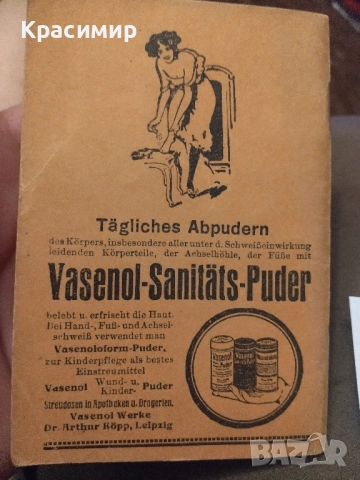 Красимир
Tägliches Abpudern
des Körpers, insbesondere aller unter d. Schweißeinwirkung
leidenden Körperteile, der Achselhöhle, der Füße mit
Vasenol-Sanitäts-Puder
belebt u. erfrischt die Haut.
Bei Hand-, Fuß- und Achsel-
schweiß verwendet man
Vasenoloform-Puder,
zur Kinderpflege als bestes
Einstreumittel
Vasenol Wund- u. Kinder- Puder
Streudosen in Apotheken u. Drogerien.
Vasenol Werke
Dr. Arthur Köpp, Leipzig
Vasenol
BAZAR